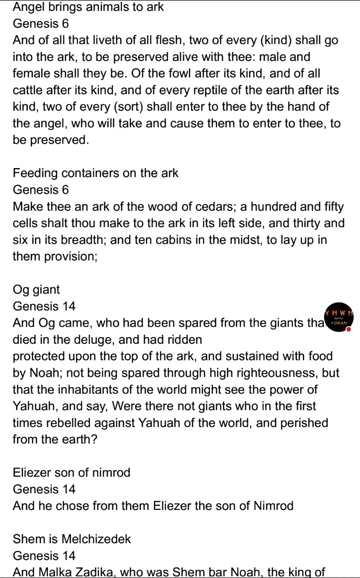 Angel brings animals to ark
Genesis 6
And of all that liveth of all flesh, two of every (kind) shall go
into the ark, to be preserved alive with thee: male and
female shall they be. Of the fowl after its kind, and of all
cattle after its kind, and of every reptile of the earth after its
kind, two of every (sort) shall enter to thee by the hand of
the angel, who will take and cause them to enter to thee, to
be preserved.
Feeding containers on the ark
Genesis 6
Make thee an ark of the wood of cedars; a hundred and fifty
cells shalt thou make to the ark in its left side, and thirty and
six in its breadth; and ten cabins in the midst, to lay up in
them provision;
Og giant
Genesis 14
And Og came, who had been spared from the giants tha
died in the deluge, and had ridden
protected upon the top of the ark, and sustained with food
by Noah; not being spared through high righteousness, but
that the inhabitants of the world might see the power of
Yahuah, and say, Were there not giants who in the first
times rebelled against Yahuah of the world, and perished
from the earth?
Eliezer son of nimrod
Genesis 14
And he chose from them Eliezer the son of Nimrod
Shem is Melchizedek
Genesis 14
And Malka Zadika, who was Shem bar Noah, the king of